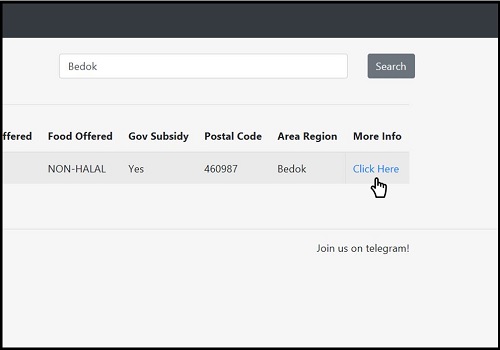 Bedok Search
ffered Food Offered Gov Subsidy Postal Code Area Region More Info
NON-HALAL Yes 460987 Bedok Click Here
Join us on telegram!